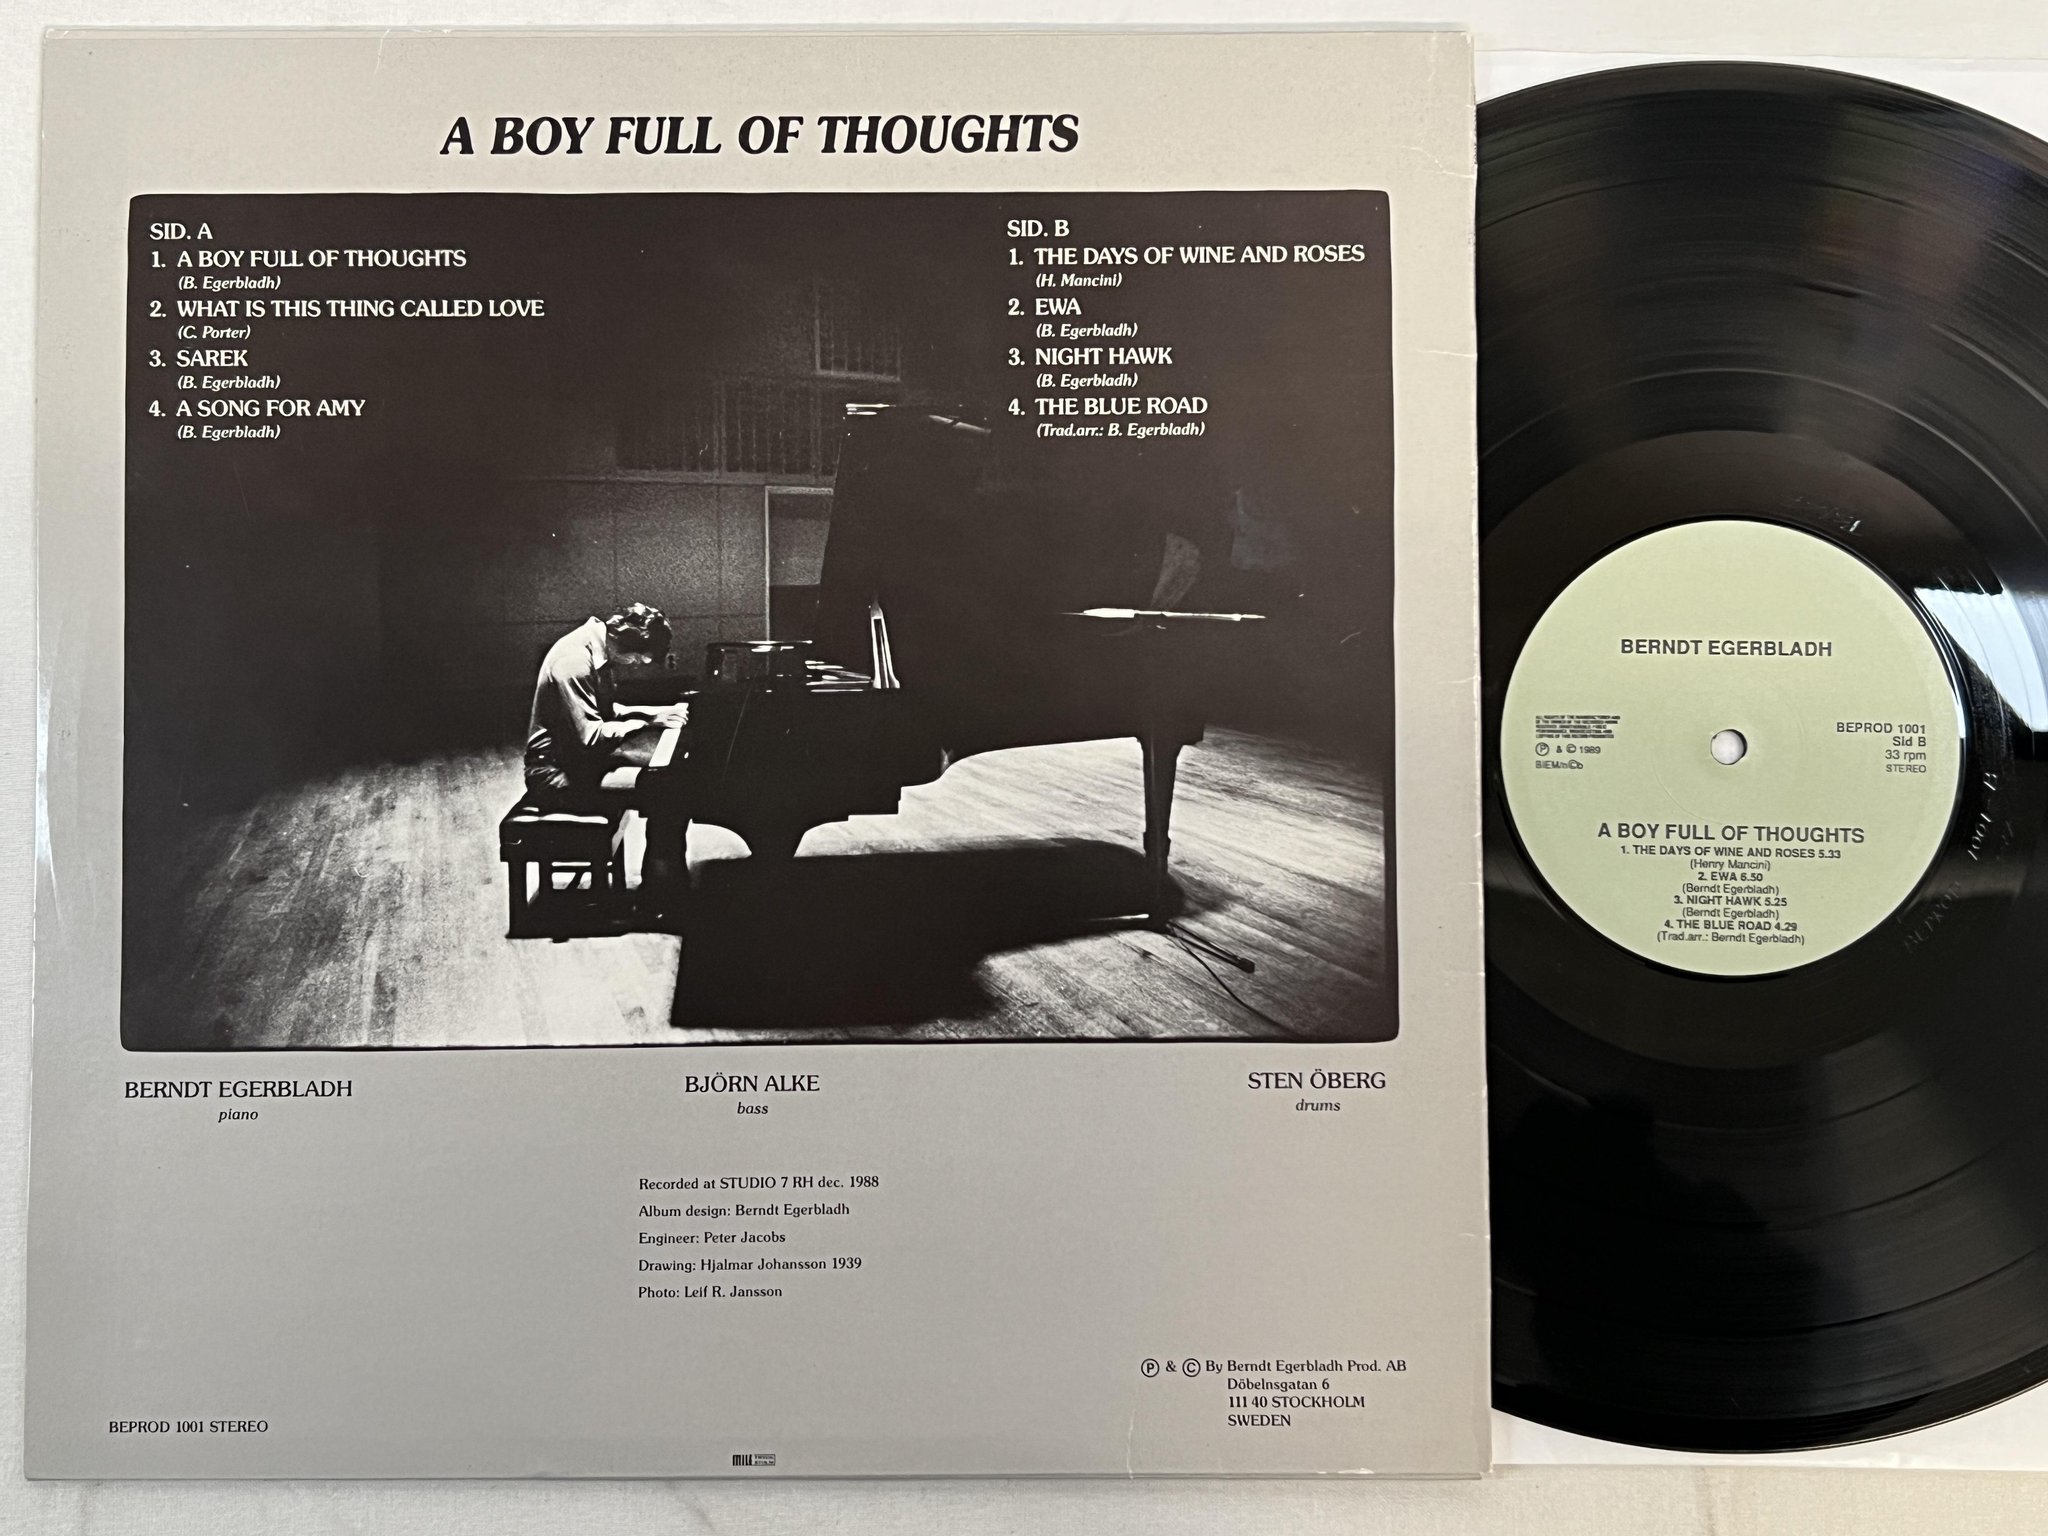 A BOY FULL OF THOUGHTS
SID. A
1. A BOY FULL OF THOUGHTS
(B. Egerbladh)
2. WHAT IS THIS THING CALLED LOVE
(C. Porter)
3. SAREK
(B. Egerbladh)
4. A SONG FOR AMY
(B. Egerbladh)
SID. B
1. THE DAYS OF WINE AND ROSES
(H. Mancini)
2. EWA
(B. Egerbladh)
3. NIGHT HAWK
(B. Egerbladh)
4. THE BLUE ROAD
(Trad.arr.: B. Egerbladh)
BERNDT EGERBLADH
piano
BJÖRN ALKE
bass
STEN ÖBERG
drums
Recorded at STUDIO 7 RH dec. 1988
Album design: Berndt Egerbladh
Engineer: Peter Jacobs
Drawing: Hjalmar Johansson 1939
Photo: Leif R. Jansson
Ⓟ & © By Berndt Egerbladh Prod. AB
Döbelnsgatan 6
111 40 STOCKHOLM
SWEDEN
BEPROD 1001 STEREO
BERNDT EGERBLADH
Ⓟ & © 1989
BIEM/n©b
BEPROD 1001
Sid B
33 rpm
STEREO
A BOY FULL OF THOUGHTS
1. THE DAYS OF WINE AND ROSES 5.33
(Henry Mancini)
2. EWA 6.50
(Berndt Egerbladh)
3. NIGHT HAWK 5.25
(Berndt Egerbladh)
4. THE BLUE ROAD 4.29
(Trad.arr.: Berndt Egerbladh)
BEPROD 1001 - B